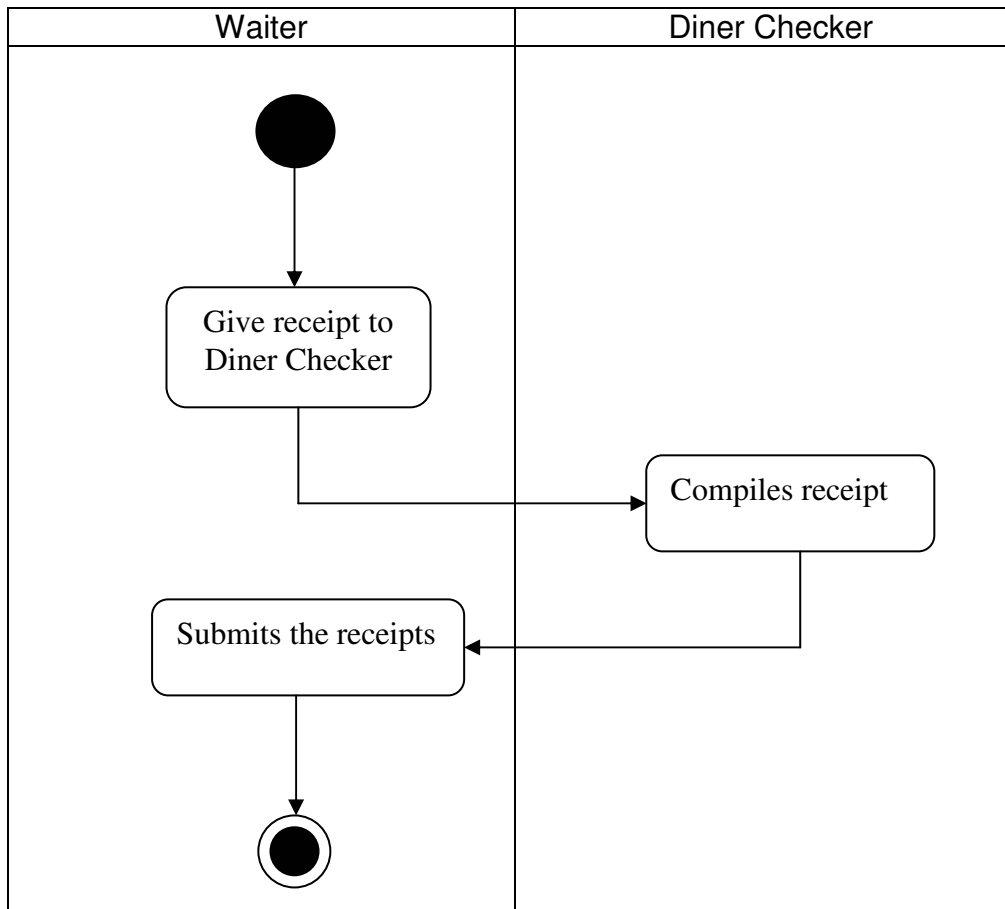 Waiter
Diner Checker
Give receipt to
Diner Checker
Compiles receipt
Submits the receipts